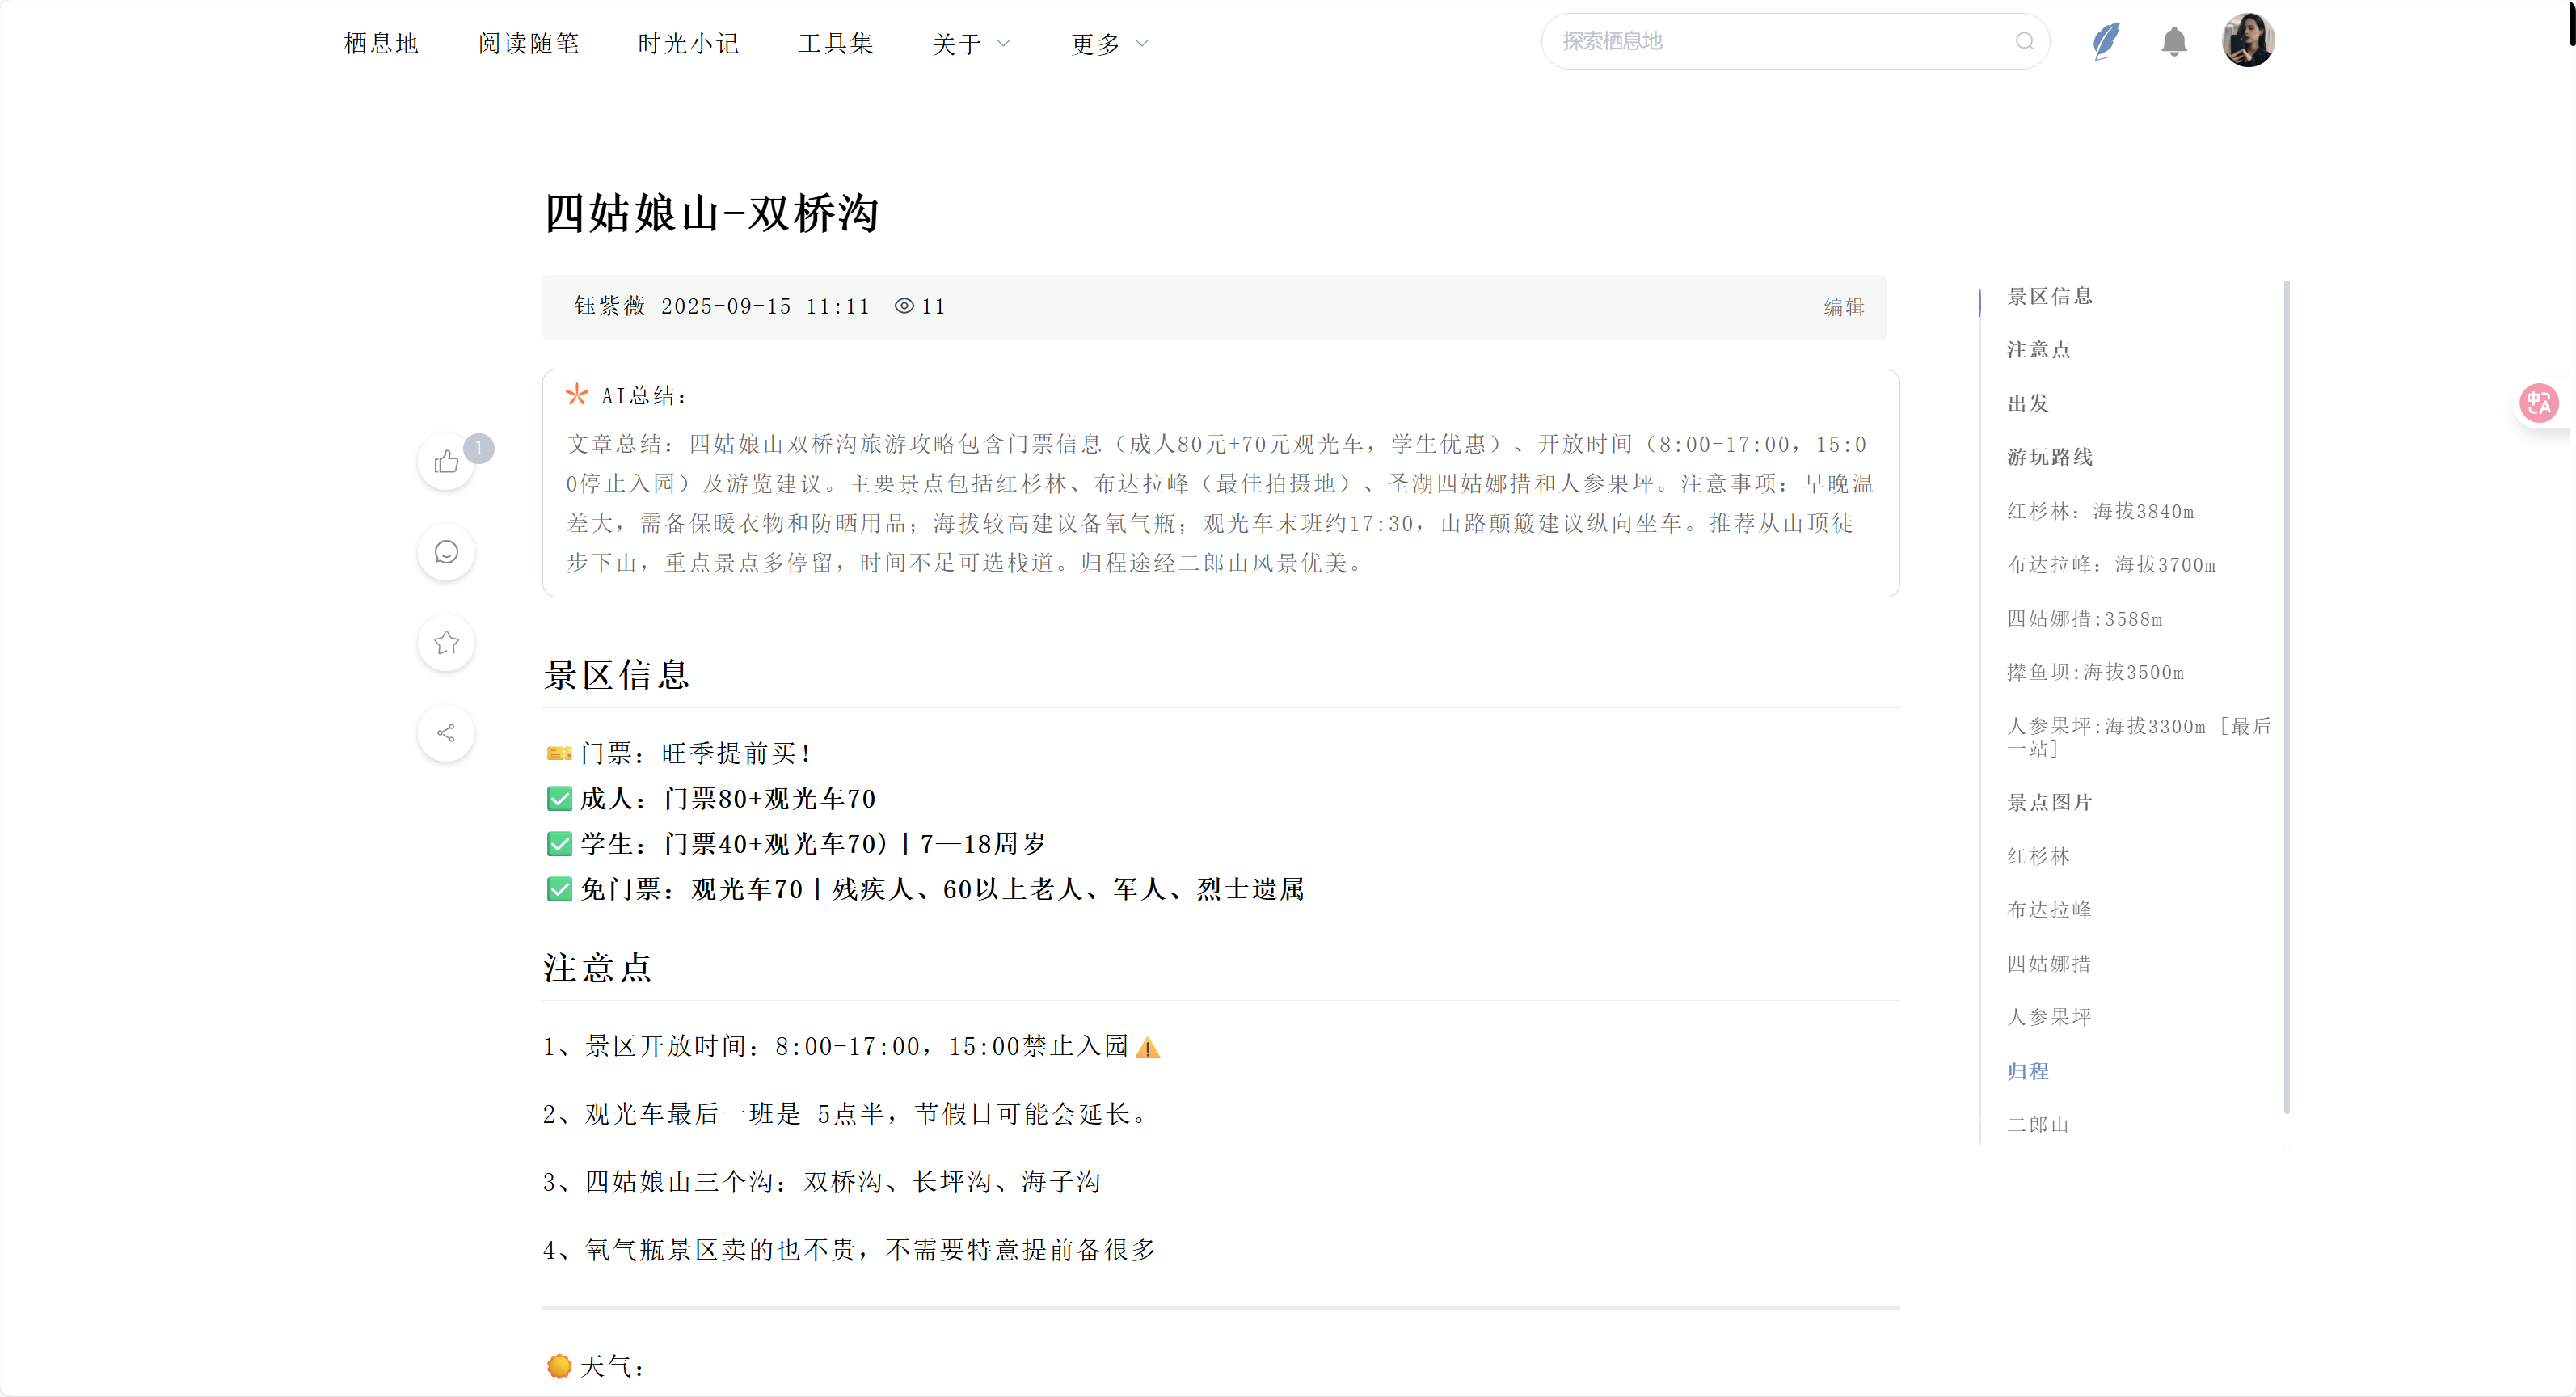 栖息地 阅读随笔 时光小记 工具集 关于 更多 探索栖息地
四姑娘山-双桥沟
钰紫薇 2025-09-15 11:11 11 编辑
AI总结：
文章总结：四姑娘山双桥沟旅游攻略包含门票信息（成人80元+70元观光车，学生优惠）、开放时间（8:00-17:00，15:0
0停止入园）及游览建议。主要景点包括红杉林、布达拉峰（最佳拍摄地）、圣湖四姑娜措和人参果坪。注意事项：早晚温
差大，需备保暖衣物和防晒用品；海拔较高建议备氧气瓶；观光车末班约17:30，山路颠簸建议纵向坐车。推荐从山顶徒
步下山，重点景点多停留，时间不足可选栈道。归程途经二郎山风景优美。
1
景区信息
🎫 门票：旺季提前买！
✅ 成人：门票80+观光车70
✅ 学生：门票40+观光车70）| 7—18周岁
✅ 免门票：观光车70 | 残疾人、60以上老人、军人、烈士遗属
注意点
1、景区开放时间：8:00-17:00，15:00禁止入园⚠️
2、观光车最后一班是 5点半，节假日可能会延长。
3、四姑娘山三个沟：双桥沟、长坪沟、海子沟
4、氧气瓶景区卖的也不贵，不需要特意提前备很多
天气：
景区信息
注意点
出发
游玩路线
红杉林：海拔3840m
布达拉峰：海拔3700m
四姑娜措:3588m
撵鱼坝:海拔3500m
人参果坪:海拔3300m [最后
一站]
景点图片
红杉林
布达拉峰
四姑娜措
人参果坪
归程
二郎山
中A